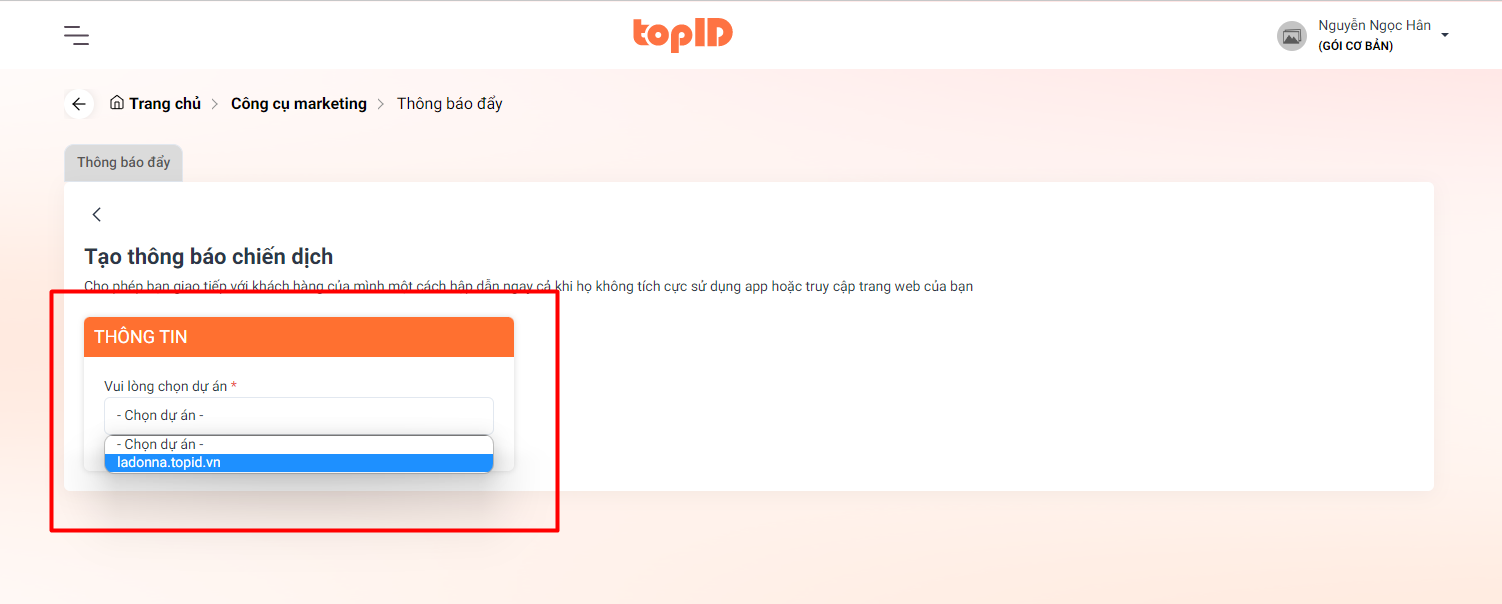 topID
Nguyễn Ngọc Hân
(GÓI CƠ BẢN)
Trang chủ > Công cụ marketing > Thông báo đẩy
Thông báo đẩy
Tạo thông báo chiến dịch
Cho phép bạn giao tiếp với khách hàng của mình một cách hấp dẫn ngay cả khi họ không tích cực sử dụng app hoặc truy cập trang web của bạn
THÔNG TIN
Vui lòng chọn dự án *
- Chọn dự án -
- Chọn dự án -
ladonna.topid.vn